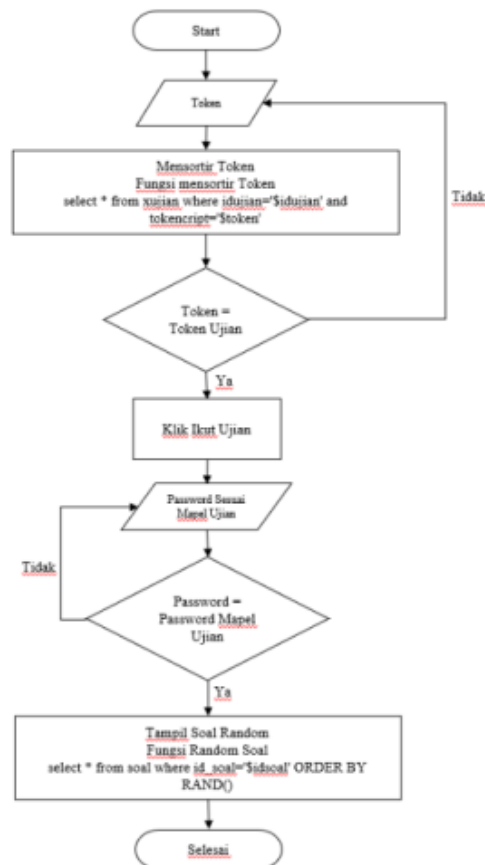 Start
Token
Mensortir Token
Fungsi mensortir Token
select * from xujian where idujian='$idujian' and
tokencript='$token'
Tidak
Token =
Token Ujian
Ya
Klik Ikut Ujian
Password Sesuai
Mapel Ujian
Tidak
Password =
Password Mapel
Ujian
Ya
Tampil Soal Random
Fungsi Random Soal
select * from soal where id_soal='$idsoal' ORDER BY
RAND()
Selesai